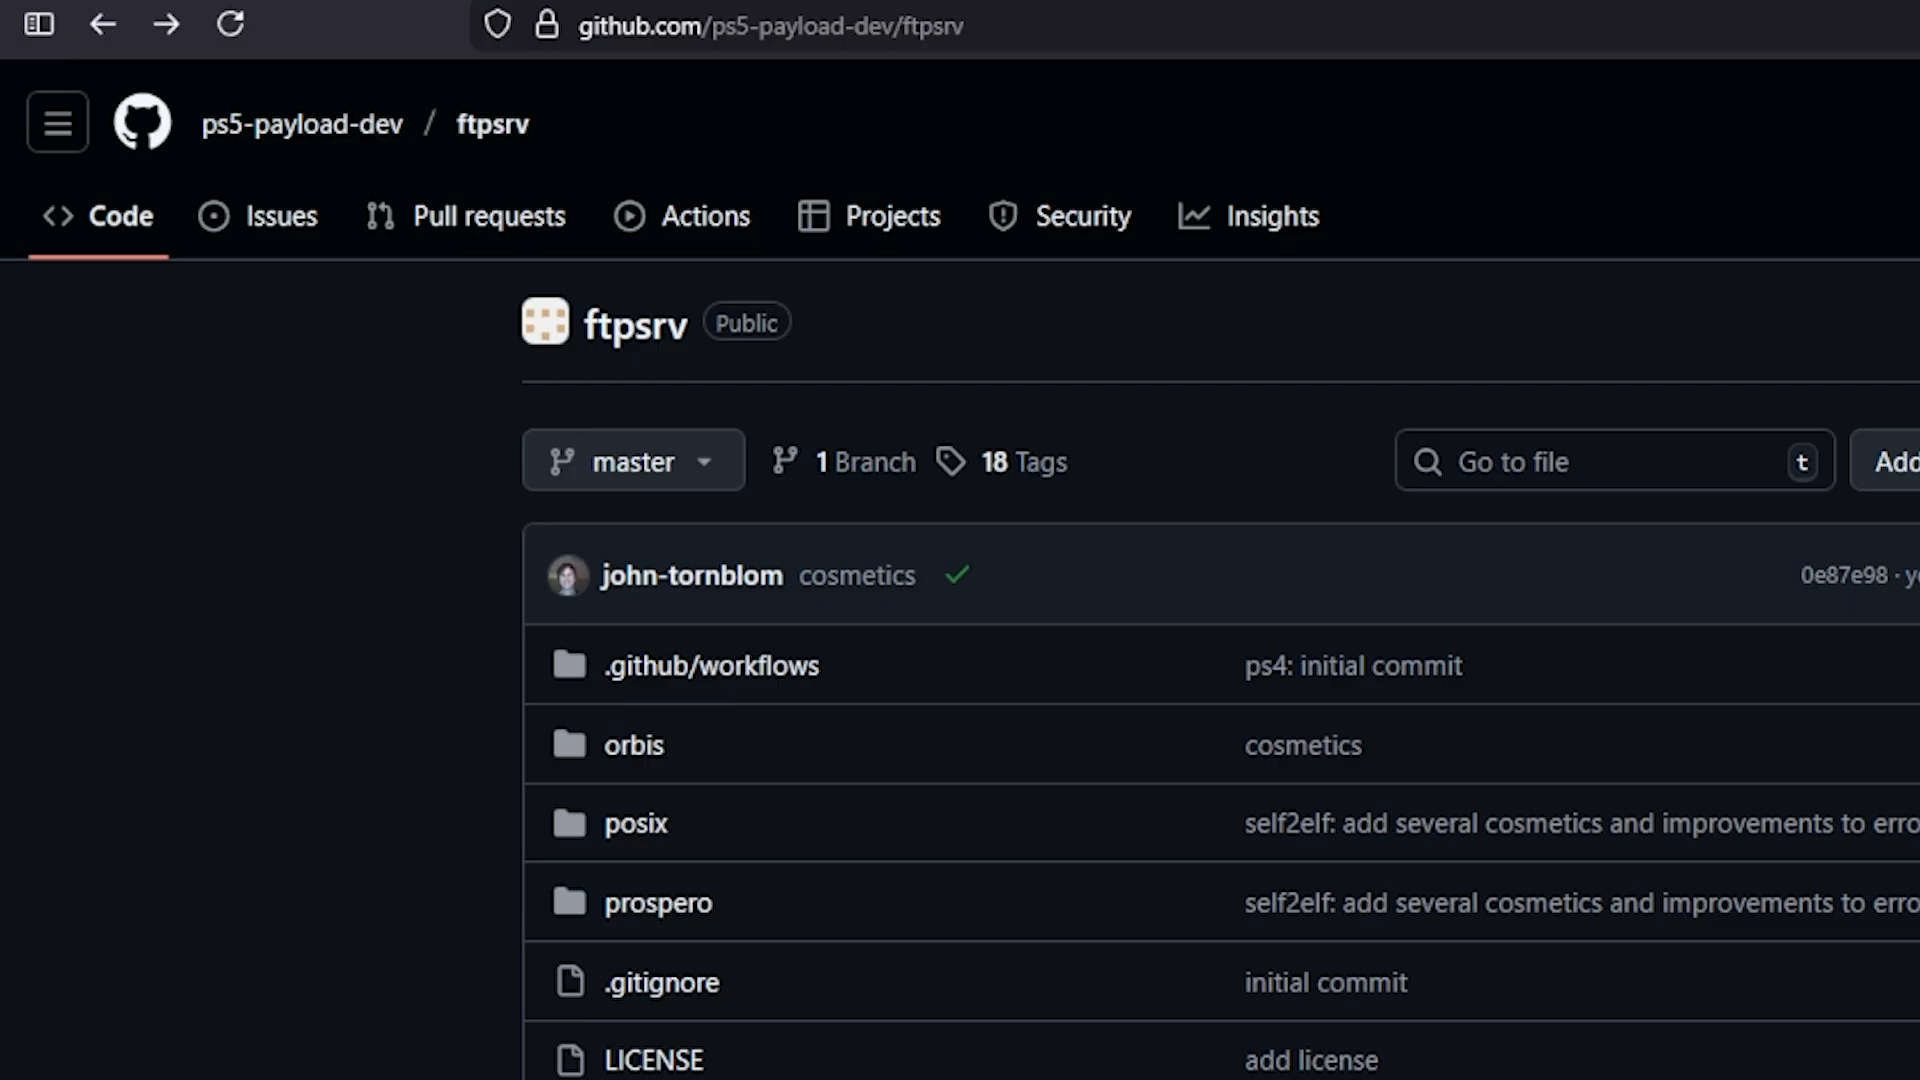 github.com/ps5-payload-dev/ftpsrv
ps5-payload-dev / ftpsrv
Code Issues Pull requests Actions Projects Security Insights
ftpsrv Public
master 1 Branch 18 Tags Go to file t Add
john-tornblom cosmetics 0e87e98 ·
.github/workflows ps4: initial commit
orbis cosmetics
posix self2elf: add several cosmetics and improvements to erro
prospero self2elf: add several cosmetics and improvements to erro
.gitignore initial commit
LICENSE add license